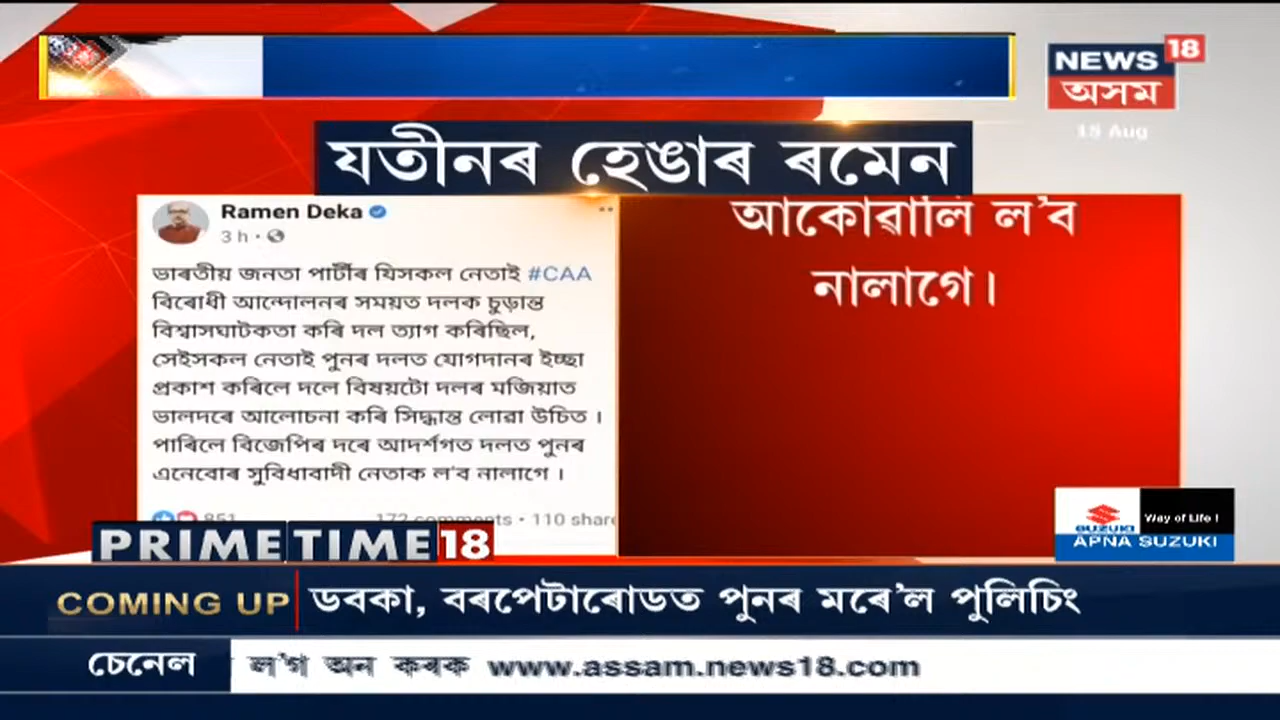 NEWS 18
অসম
15 Aug
যতীনৰ হেঙাৰ ৰমেন
Ramen Deka
3 h
ভাৰতীয় জনতা পাৰ্টীৰ যিসকল নেতাই #CAA
বিৰোধী আন্দোলনৰ সময়ত দলক চুড়ান্ত
বিশ্বাসঘাটকতা কৰি দল ত্যাগ কৰিছিল,
সেইসকল নেতাই পুনৰ দলত যোগদানৰ ইচ্ছা
প্ৰকাশ কৰিলে দলে বিষয়টো দলৰ মজিয়াত
ভালদৰে আলোচনা কৰি সিদ্ধান্ত লোৱা উচিত ।
পাৰিলে বিজেপিৰ দৰে আদৰ্শগত দলত পুনৰ
এনেবোৰ সুবিধাবাদী নেতাক ল'ব নালাগে ।
851 172 comments · 110 share
আকোৱালি ল'ব
নালাগে।
SUZUKI
Way of Life !
APNA SUZUKI
PRIME TIME 18
COMING UP ডবকা, বৰপেটাৰোডত পুনৰ মৰে'ল পুলিচিং
চেনেল ল'গ অন কৰক www.assam.news18.com